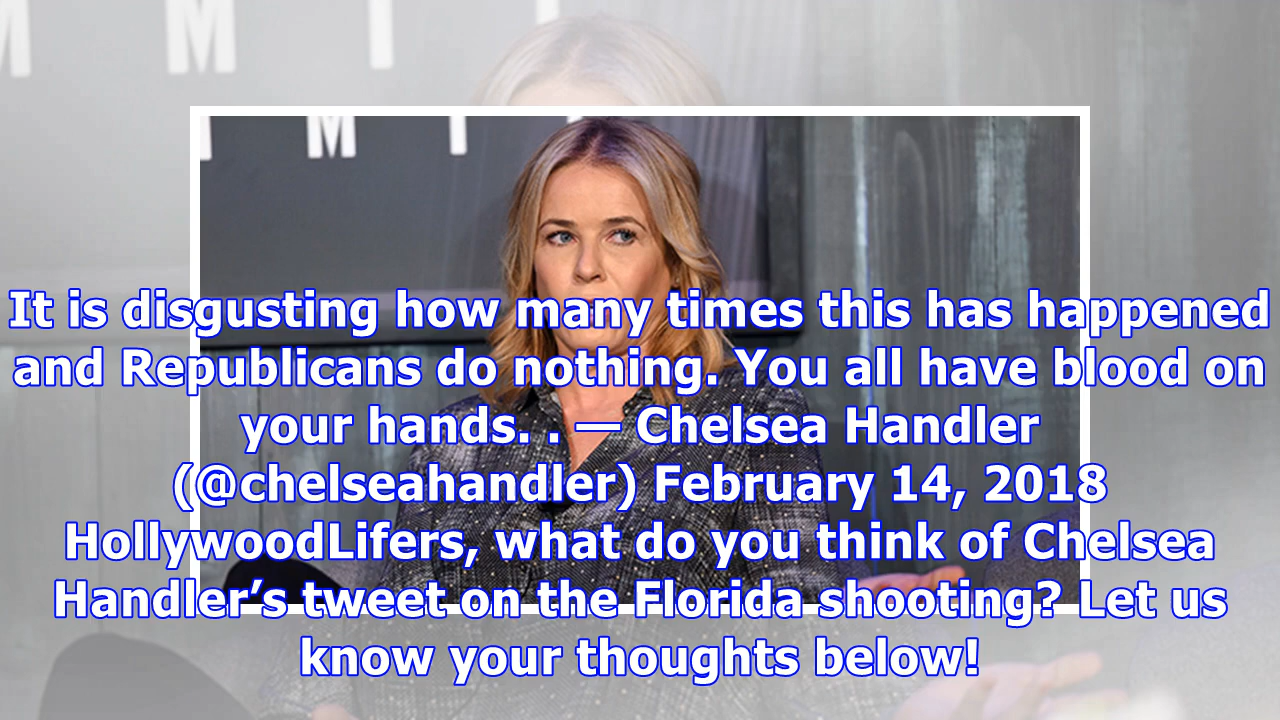 M M I
M M I T
It is disgusting how many times this has happened
and Republicans do nothing. You all have blood on
your hands. . — Chelsea Handler
(@chelseahandler) February 14, 2018
HollywoodLifers, what do you think of Chelsea
Handler’s tweet on the Florida shooting? Let us
know your thoughts below!